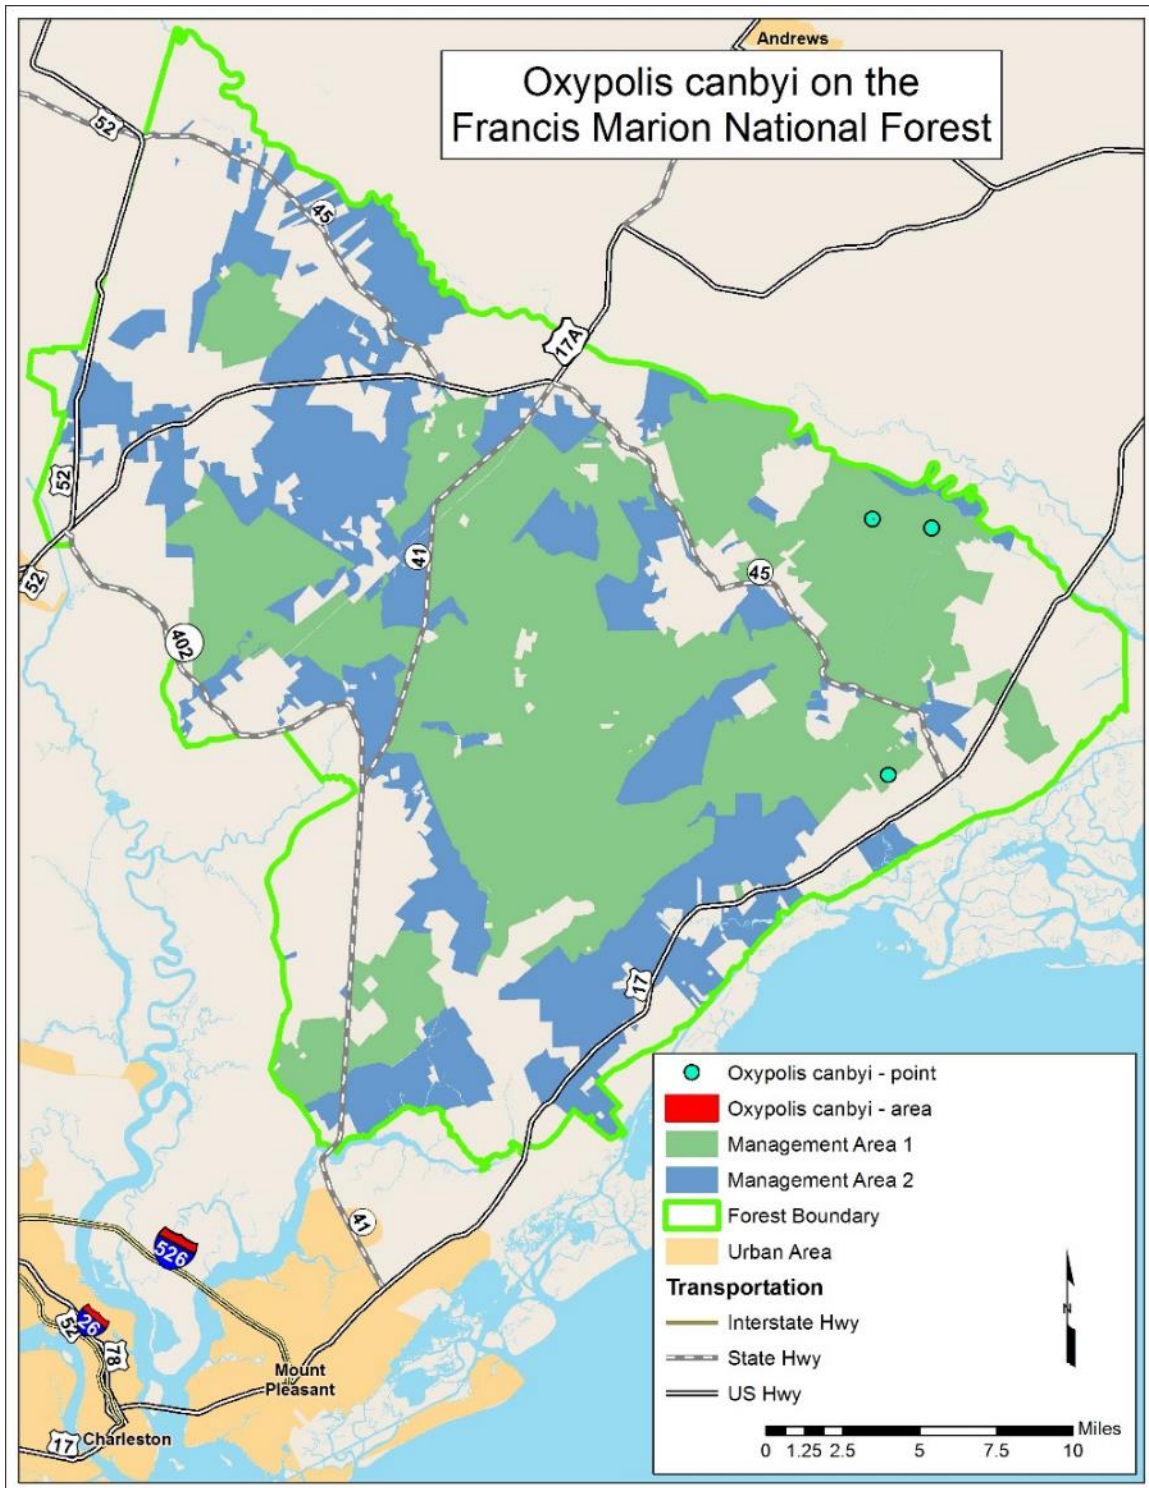 Andrews
Oxypolis canbyi on the
Francis Marion National Forest
52
45
17A
52
41
52
45
402
17
Oxypolis canbyi - point
Oxypolis canbyi - area
Management Area 1
Management Area 2
Forest Boundary
Urban Area
Transportation
Interstate Hwy
State Hwy
US Hwy
N
Miles
0 1.25 2.5 5 7.5 10
41
526
26
52
78
Mount
Pleasant
17
Charleston